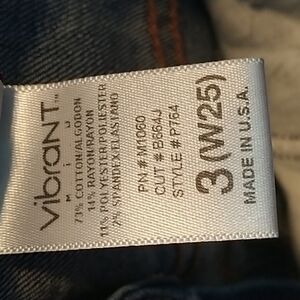 VibRANT™
M I U
73% COTTON/ALGODON
14% RAYON/RAYON
11% POLYESTER/POLIESTER
2% SPANDEX/ELASTANO
PN # M1060
CUT # B664J
STYLE # P764
3 (W25)
MADE IN U.S.A.